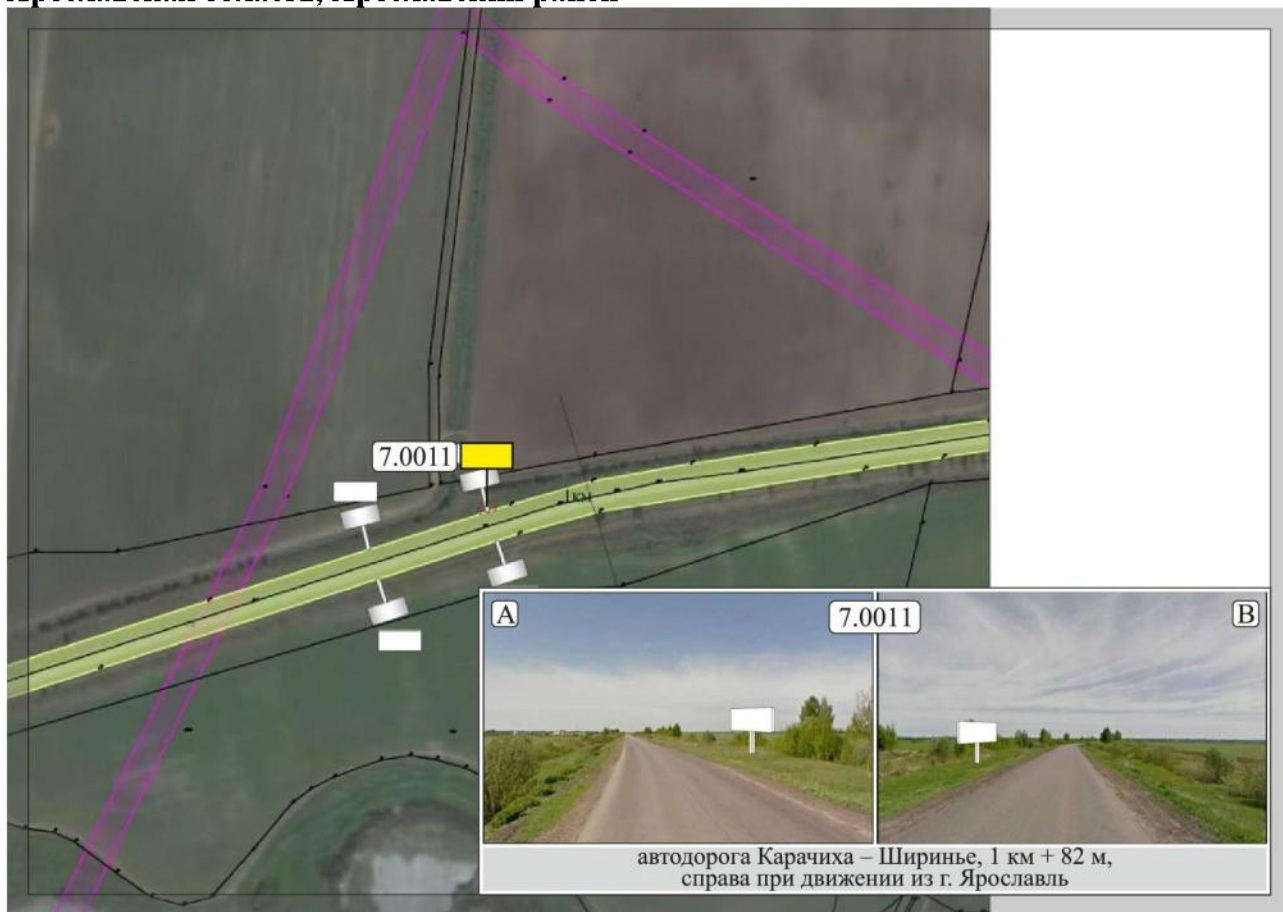 7.0011
1км
A
7.0011
B
автодорога Карачиха – Ширинье, 1 км + 82 м,
справа при движении из г. Ярославль